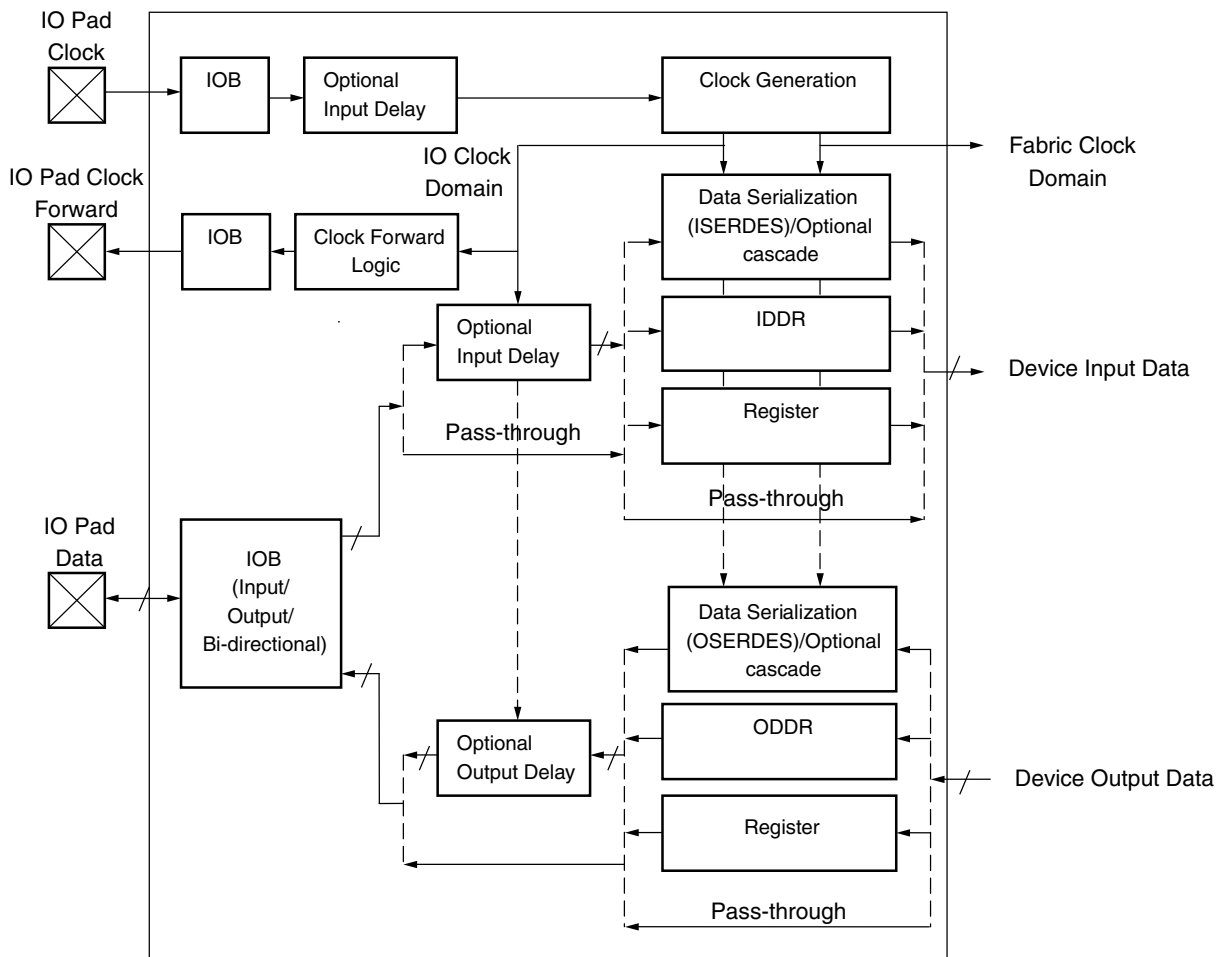 IO Pad
Clock
IOB
Optional
Input Delay
Clock Generation
IO Clock
Domain
Fabric Clock
Domain
IO Pad Clock
Forward
IOB
Clock Forward
Logic
Data Serialization
(ISERDES)/Optional
cascade
Optional
Input Delay
IDDR
Device Input Data
Register
Pass-through
Pass-through
IO Pad
Data
IOB
(Input/
Output/
Bi-directional)
Data Serialization
(OSERDES)/Optional
cascade
Optional
Output Delay
ODDR
Device Output Data
Register
Pass-through